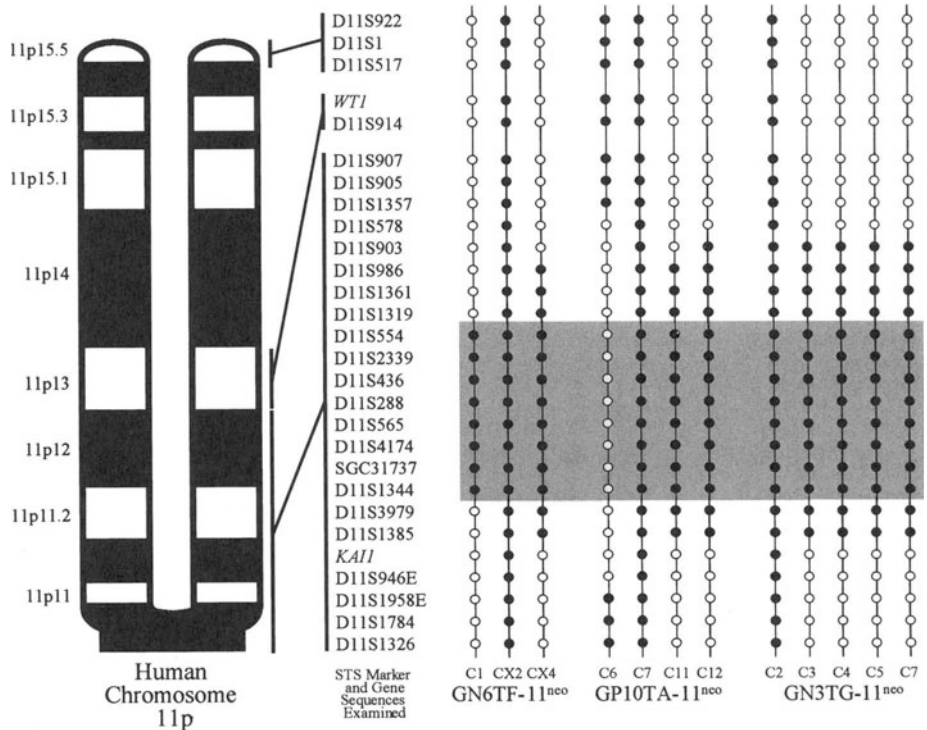 11p15.5
11p15.3
11p15.1
11p14
11p13
11p12
11p11.2
11p11
Human
Chromosome
11p
D11S922
D11S1
D11S517
WT1
D11S914
D11S907
D11S905
D11S1357
D11S578
D11S903
D11S986
D11S1361
D11S1319
D11S554
D11S2339
D11S436
D11S288
D11S565
D11S4174
SGC31737
D11S1344
D11S3979
D11S1385
KAI1
D11S946E
D11S1958E
D11S1784
D11S1326
STS Marker
and Gene
Sequences
Examined
C1 CX2 CX4
GN6TF-11neo
C6 C7 C11 C12
GP10TA-11neo
C2 C3 C4 C5 C7
GN3TG-11neo